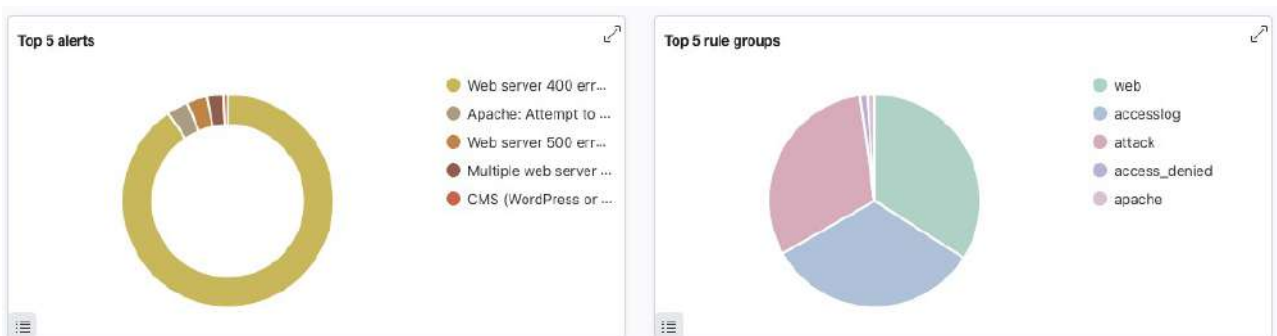 Top 5 alerts
Web server 400 err...
Apache: Attempt to ...
Web server 500 err...
Multiple web server ...
CMS (WordPress or ...
Top 5 rule groups
web
accesslog
attack
access_denied
apache